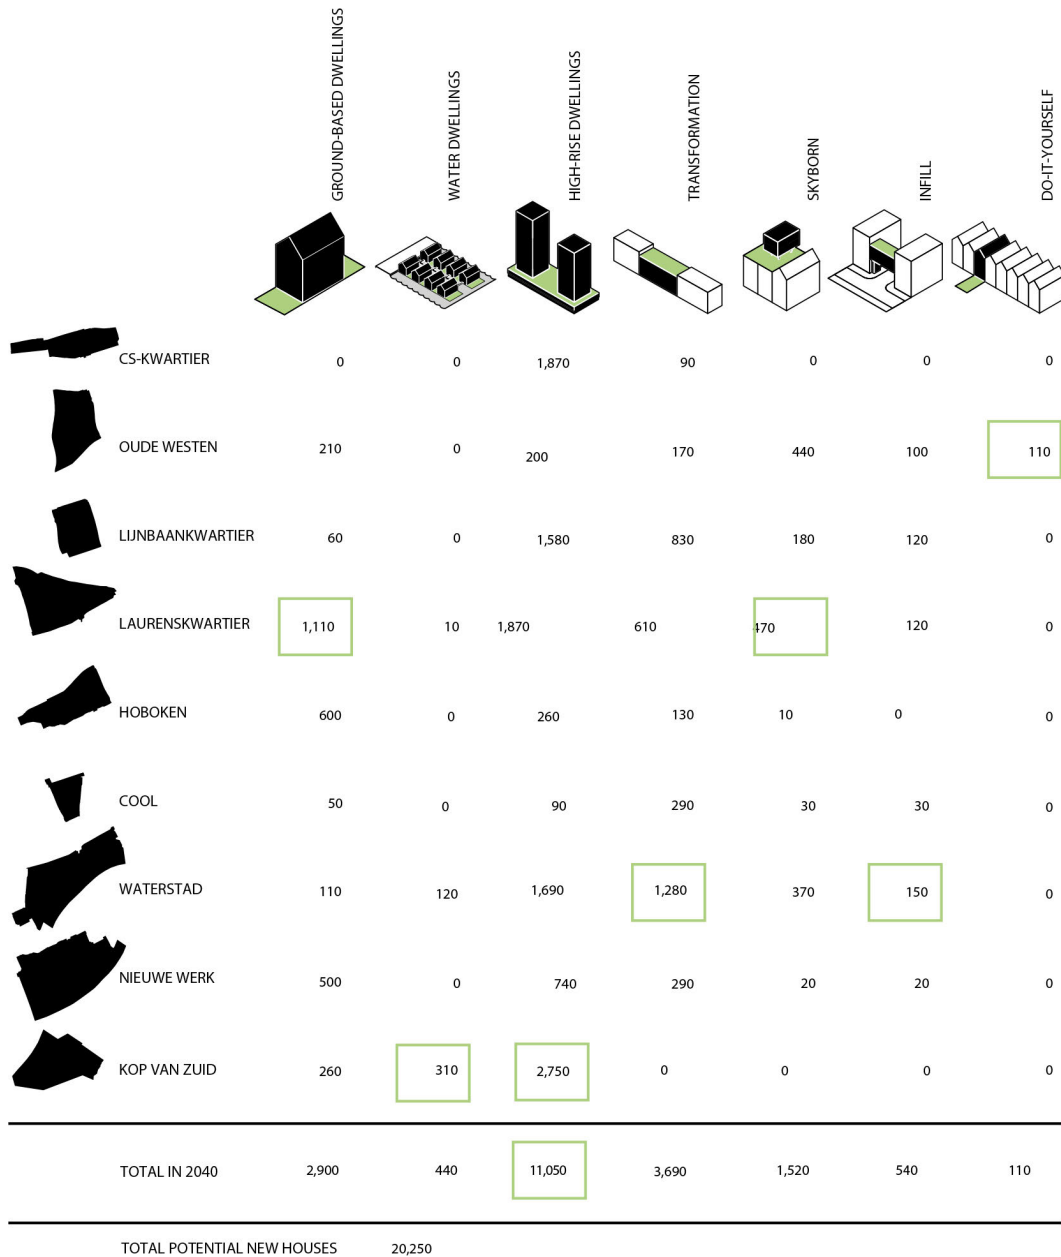 GROUND-BASED DWELLINGS
WATER DWELLINGS
HIGH-RISE DWELLINGS
TRANSFORMATION
SKYBORN
INFILL
DO-IT-YOURSELF
CS-KWARTIER 0 0 1,870 90 0 0 0
OUDE WESTEN 210 0 200 170 440 100 110
LIJNBAANKWARTIER 60 0 1,580 830 180 120 0
LAURENSKWARTIER 1,110 10 1,870 610 470 120 0
HOBOKEN 600 0 260 130 10 0 0
COOL 50 0 90 290 30 30 0
WATERSTAD 110 120 1,690 1,280 370 150 0
NIEUWE WERK 500 0 740 290 20 20 0
KOP VAN ZUID 260 310 2,750 0 0 0 0
TOTAL IN 2040 2,900 440 11,050 3,690 1,520 540 110
TOTAL POTENTIAL NEW HOUSES 20,250